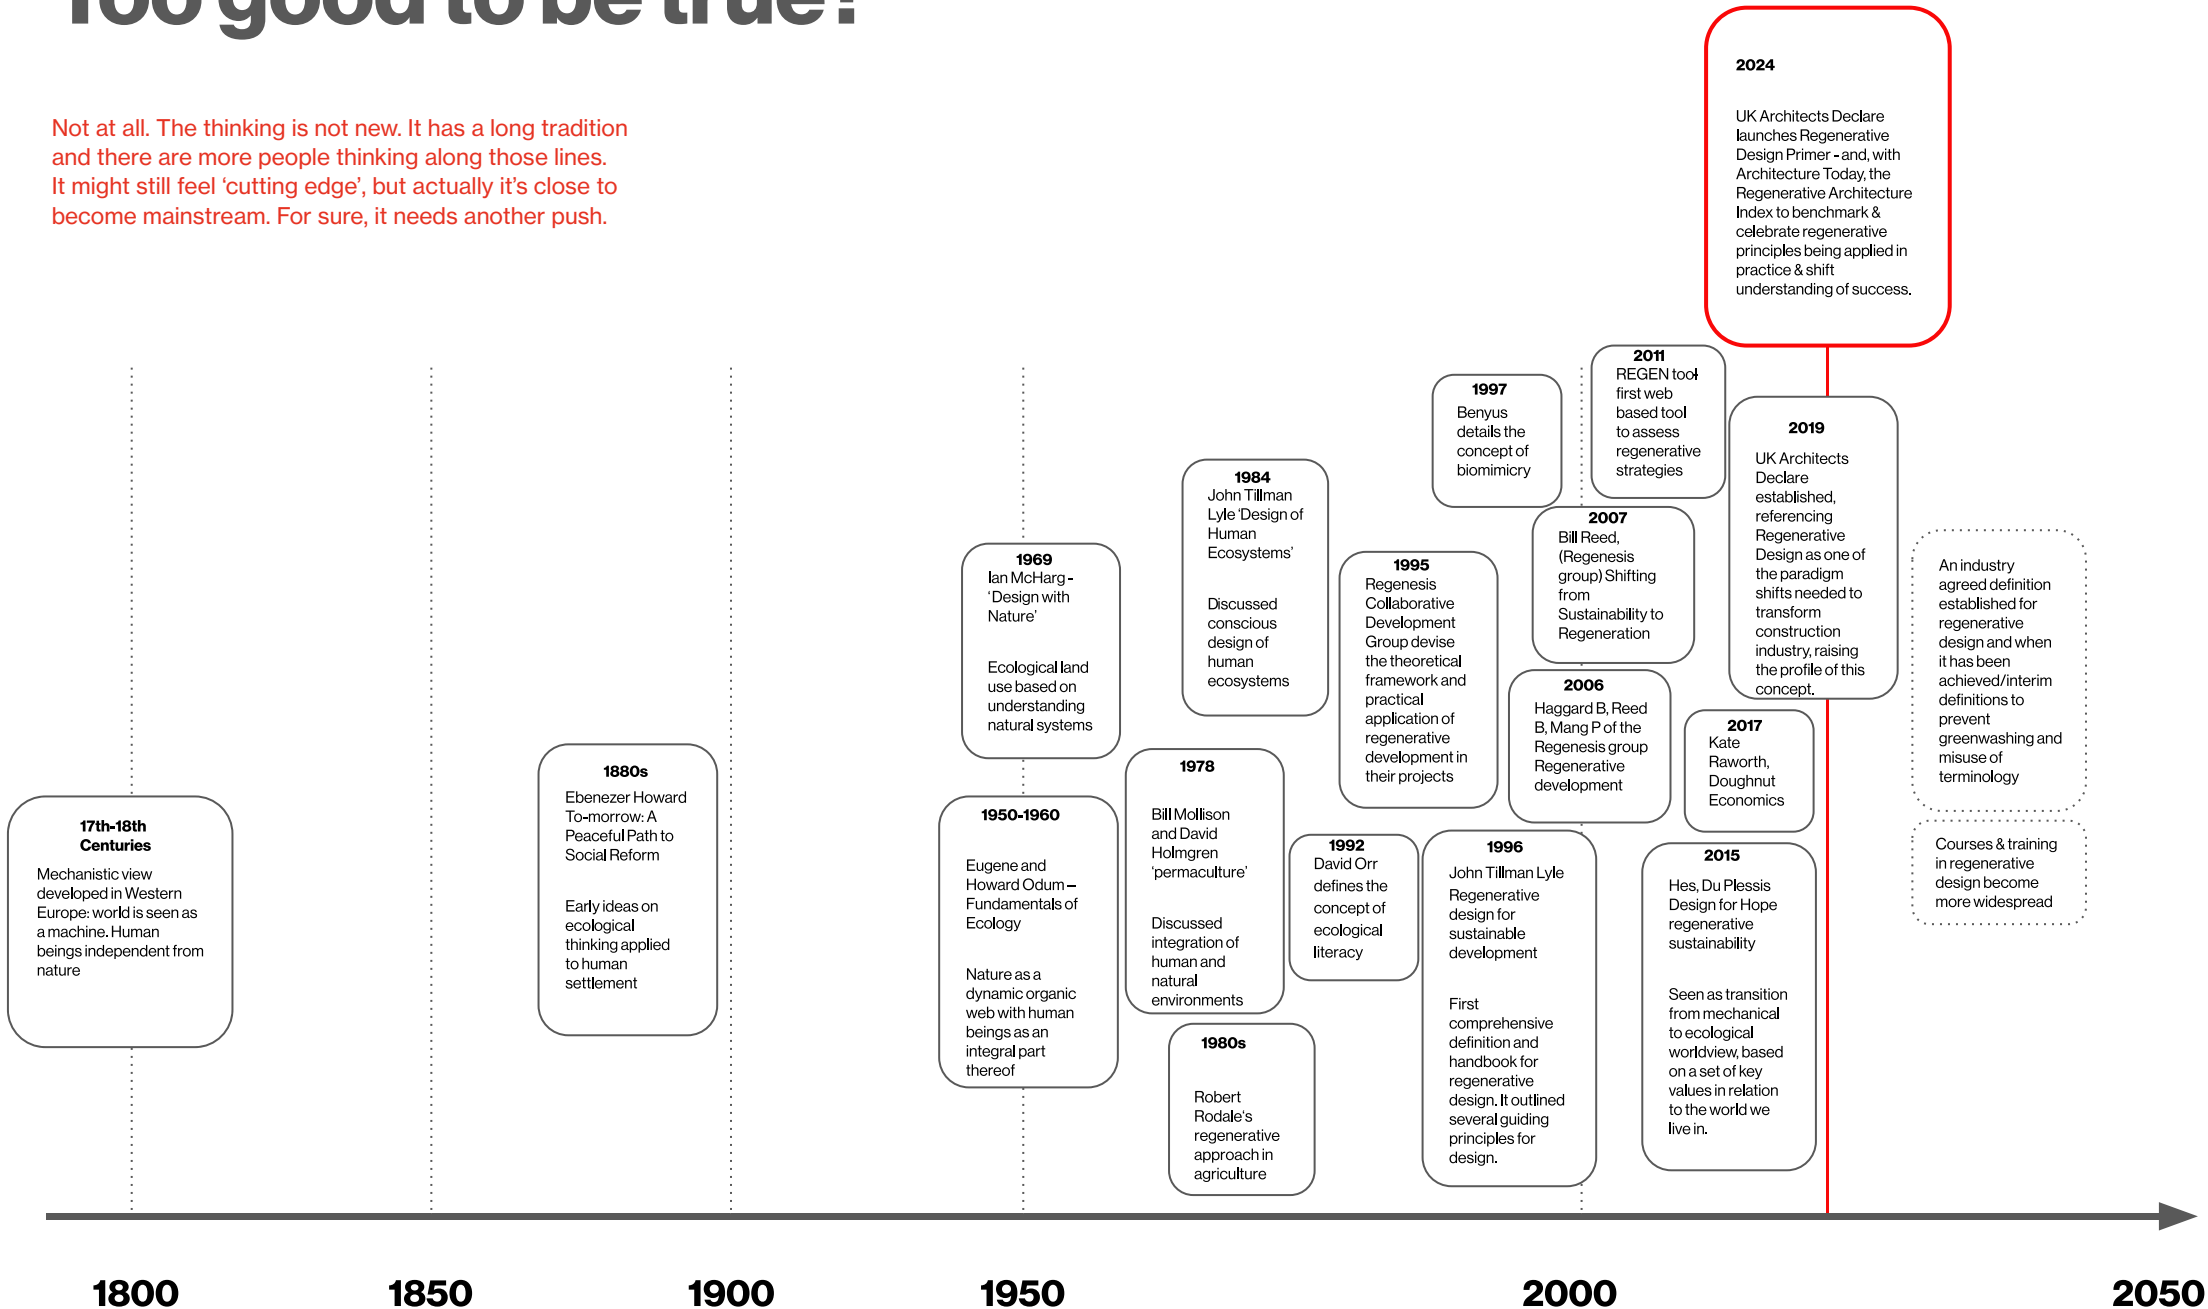 Too good to be true?
Not at all. The thinking is not new. It has a long tradition
and there are more people thinking along those lines.
It might still feel ‘cutting edge’, but actually it’s close to
become mainstream. For sure, it needs another push.
17th-18th
Centuries
Mechanistic view
developed in Western
Europe: world is seen as
a machine. Human
beings independent from
nature
1880s
Ebenezer Howard
To-morrow: A
Peaceful Path to
Social Reform
Early ideas on
ecological
thinking applied
to human
settlement
1969
Ian McHarg -
‘Design with
Nature’
Ecological land
use based on
understanding
natural systems
1950-1960
Eugene and
Howard Odum –
Fundamentals of
Ecology
Nature as a
dynamic organic
web with human
beings as an
integral part
thereof
1978
Bill Mollison
and David
Holmgren
‘permaculture’
Discussed
integration of
human and
natural
environments
1984
John Tillman
Lyle ‘Design of
Human
Ecosystems’
Discussed
conscious
design of
human
ecosystems
1980s
Robert
Rodale‘s
regenerative
approach in
agriculture
1992
David Orr
defines the
concept of
ecological
literacy
1995
Regenesis
Collaborative
Development
Group devise
the theoretical
framework and
practical
application of
regenerative
development in
their projects
1997
Benyus
details the
concept of
biomimicry
1996
John Tillman Lyle
Regenerative
design for
sustainable
development
First
comprehensive
definition and
handbook for
regenerative
design. It outlined
several guiding
principles for
design.
2011
REGEN tool
first web
based tool
to assess
regenerative
strategies
2007
Bill Reed,
(Regenesis
group) Shifting
from
Sustainability to
Regeneration
2006
Haggard B, Reed
B, Mang P of the
Regenesis group
Regenerative
development
2024
UK Architects Declare
launches Regenerative
Design Primer - and, with
Architecture Today, the
Regenerative Architecture
Index to benchmark &
celebrate regenerative
principles being applied in
practice & shift
understanding of success.
2019
UK Architects
Declare
established,
referencing
Regenerative
Design as one of
the paradigm
shifts needed to
transform
construction
industry, raising
the profile of this
concept.
2017
Kate
Raworth,
Doughnut
Economics
2015
Hes, Du Plessis
Design for Hope
regenerative
sustainability
Seen as transition
from mechanical
to ecological
worldview, based
on a set of key
values in relation
to the world we
live in.
An industry
agreed definition
established for
regenerative
design and when
it has been
achieved/interim
definitions to
prevent
greenwashing and
misuse of
terminology
Courses & training
in regenerative
design become
more widespread
1800
1850
1900
1950
2000
2050